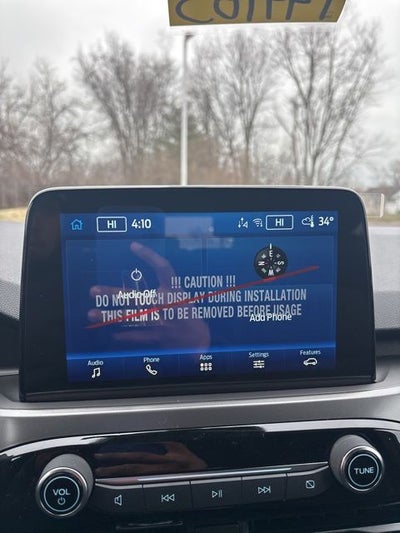 HI 4:10 HI 34°
N E S W
!!! CAUTION !!!
DO NOT TOUCH DISPLAY DURING INSTALLATION
Audio Off
THIS FILM IS TO BE REMOVED BEFORE USAGE
Add Phone
Audio Phone Apps Settings Features
VOL
TUNE